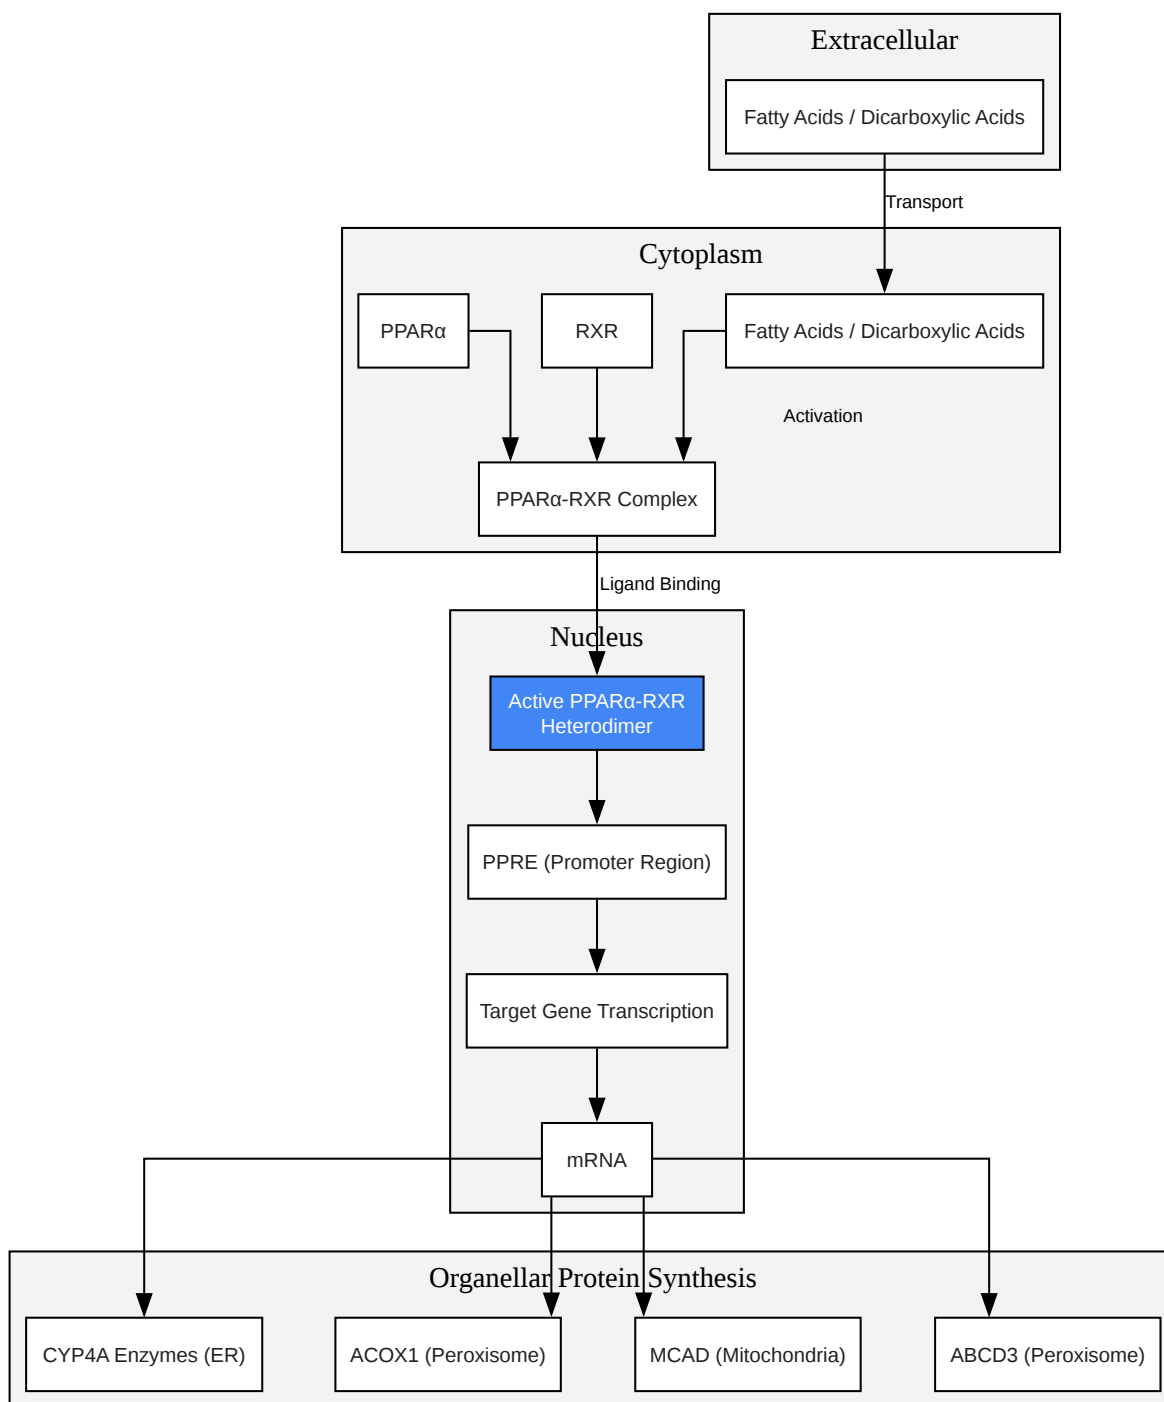 Extracellular
Fatty Acids / Dicarboxylic Acids
Transport
Cytoplasm
PPARα
RXR
Fatty Acids / Dicarboxylic Acids
Activation
PPARα-RXR Complex
Ligand Binding
Nucleus
Active PPARα-RXR
Heterodimer
PPRE (Promoter Region)
Target Gene Transcription
mRNA
Organellar Protein Synthesis
CYP4A Enzymes (ER)
ACOX1 (Peroxisome)
MCAD (Mitochondria)
ABCD3 (Peroxisome)